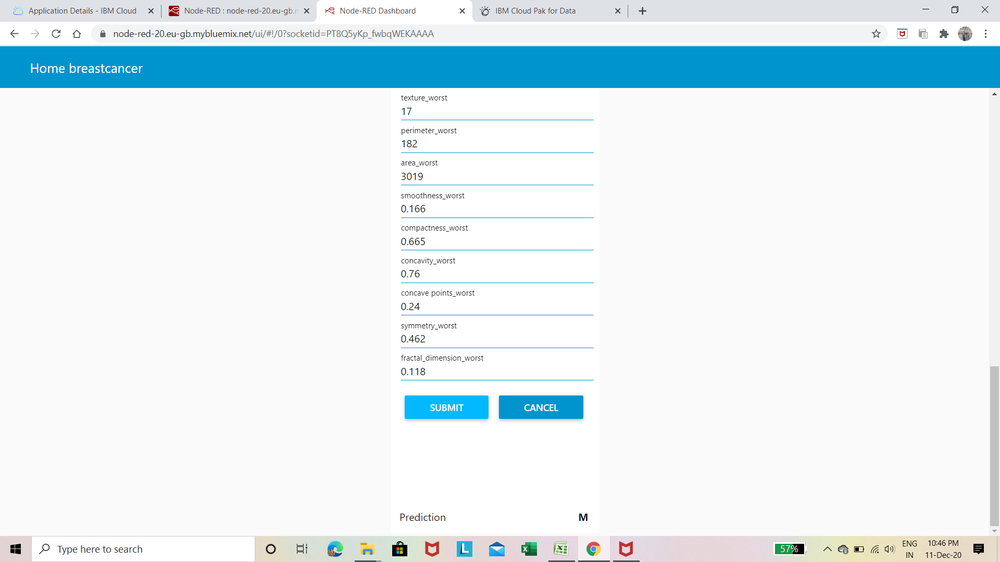 Application Details - IBM Cloud
Node-RED : node-red-20.eu-gb.m
Node-RED Dashboard
IBM Cloud Pak for Data
node-red-20.eu-gb.mybluemix.net/ui/#!/0?socketid=PT8Q5yKp_fwbqWEKAAAA
Home breastcancer
texture_worst
17
perimeter_worst
182
area_worst
3019
smoothness_worst
0.166
compactness_worst
0.665
concavity_worst
0.76
concave points_worst
0.24
symmetry_worst
0.462
fractal_dimension_worst
0.118
SUBMIT CANCEL
Prediction M
Type here to search
L
57%
ENG
IN
10:46 PM
11-Dec-20